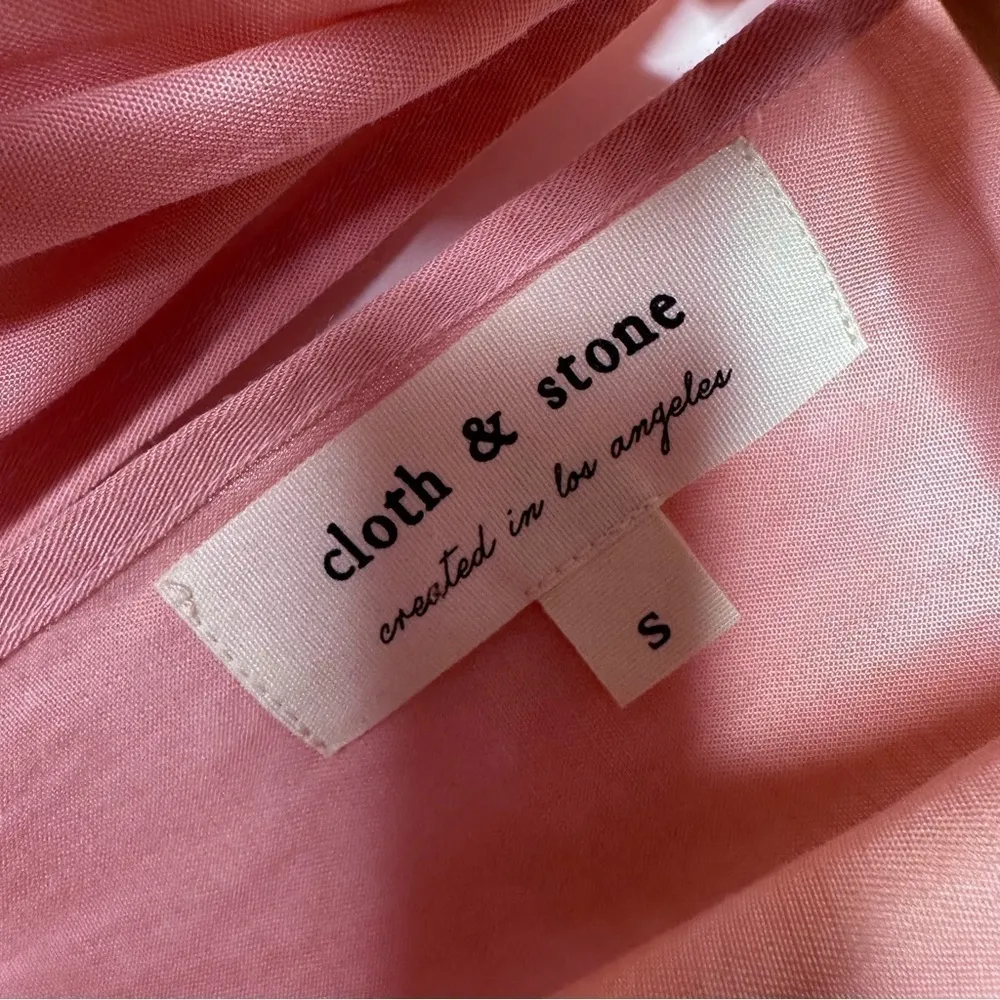 cloth & stone
created in los angeles
S